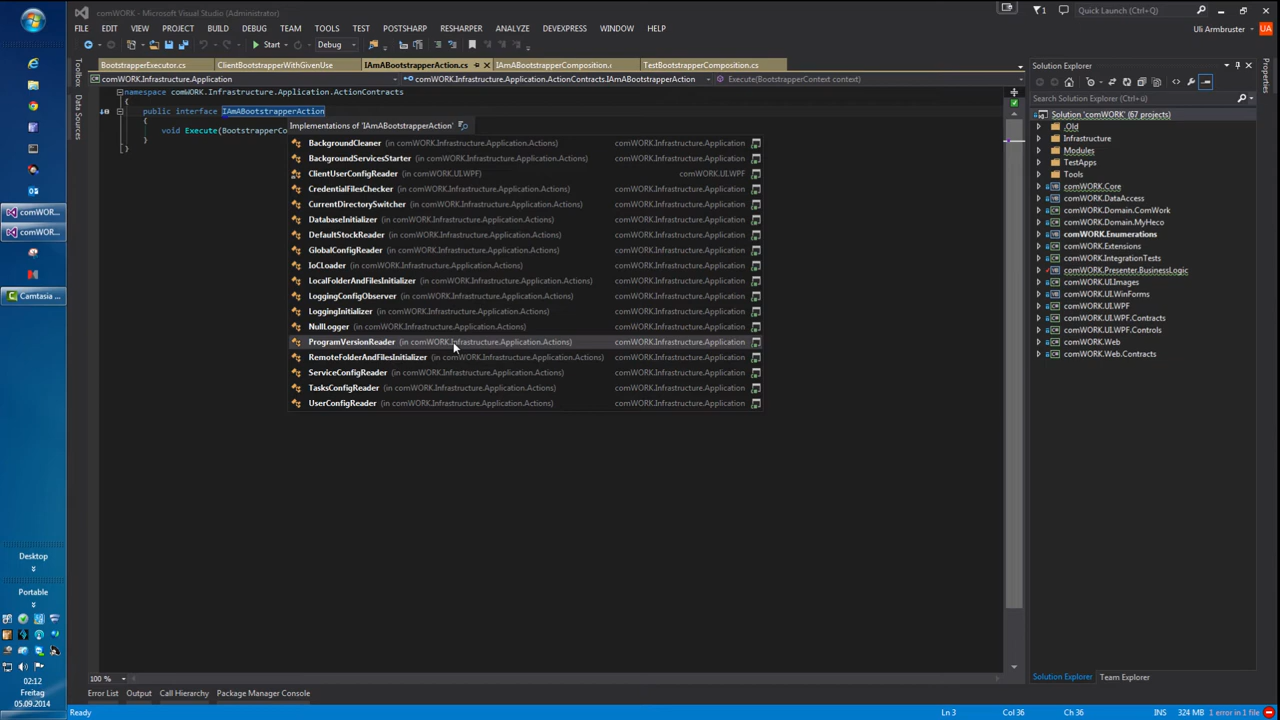 comWORK - Microsoft Visual Studio (Administrator)
1
Quick Launch (Ctrl+Q)
FILE EDIT VIEW PROJECT BUILD DEBUG TEAM TOOLS TEST POSTSHARP RESHARPER ANALYZE DEVEXPRESS WINDOW HELP
Uli Armbruster UA
Start Debug
BootstrapperExecutor.cs ClientBootstrapperWithGivenUse IAmABootstrapperAction.cs IAmABootstrapperComposition.c TestBootstrapperComposition.cs
Solution Explorer
comWORK.Infrastructure.Application comWORK.Infrastructure.Application.ActionContracts.IAmABootstrapperAction Execute(BootstrapperContext context)
Toolbox
Data Sources
Properties
namespace comWORK.Infrastructure.Application.ActionContracts
{
public interface IAmABootstrapperAction
{
void Execute(BootstrapperCo
}
}
Implementations of 'IAmABootstrapperAction'
BackgroundCleaner (in comWORK.Infrastructure.Application.Actions) comWORK.Infrastructure.Application
BackgroundServicesStarter (in comWORK.Infrastructure.Application.Actions) comWORK.Infrastructure.Application
ClientUserConfigReader (in comWORK.UI.WPF) comWORK.UI.WPF
CredentialFilesChecker (in comWORK.Infrastructure.Application.Actions) comWORK.Infrastructure.Application
CurrentDirectorySwitcher (in comWORK.Infrastructure.Application.Actions) comWORK.Infrastructure.Application
DatabaseInitializer (in comWORK.Infrastructure.Application.Actions) comWORK.Infrastructure.Application
DefaultStockReader (in comWORK.Infrastructure.Application.Actions) comWORK.Infrastructure.Application
GlobalConfigReader (in comWORK.Infrastructure.Application.Actions) comWORK.Infrastructure.Application
IoCLoader (in comWORK.Infrastructure.Application.Actions) comWORK.Infrastructure.Application
LocalFolderAndFilesInitializer (in comWORK.Infrastructure.Application.Actions) comWORK.Infrastructure.Application
LoggingConfigObserver (in comWORK.Infrastructure.Application.Actions) comWORK.Infrastructure.Application
LoggingInitializer (in comWORK.Infrastructure.Application.Actions) comWORK.Infrastructure.Application
NullLogger (in comWORK.Infrastructure.Application.Actions) comWORK.Infrastructure.Application
ProgramVersionReader (in comWORK.Infrastructure.Application.Actions) comWORK.Infrastructure.Application
RemoteFolderAndFilesInitializer (in comWORK.Infrastructure.Application.Actions) comWORK.Infrastructure.Application
ServiceConfigReader (in comWORK.Infrastructure.Application.Actions) comWORK.Infrastructure.Application
TasksConfigReader (in comWORK.Infrastructure.Application.Actions) comWORK.Infrastructure.Application
UserConfigReader (in comWORK.Infrastructure.Application.Actions) comWORK.Infrastructure.Application
Search Solution Explorer (Ctrl+ü)
Solution 'comWORK' (67 projects)
.Old
Infrastructure
Modules
TestApps
Tools
comWORK.Core
comWORK.DataAccess
comWORK.Domain.ComWork
comWORK.Domain.MyHeco
comWORK.Enumerations
comWORK.Extensions
comWORK.IntegrationTests
comWORK.Presenter.BusinessLogic
comWORK.UI.Images
comWORK.UI.WinForms
comWORK.UI.WPF
comWORK.UI.WPF.Contracts
comWORK.UI.WPF.Controls
comWORK.Web
comWORK.Web.Contracts
comWORK...
comWORK...
Camtasia ...
Desktop
Portable
02:12
Freitag
05.09.2014
100 %
Solution Explorer Team Explorer
Error List Output Call Hierarchy Package Manager Console
Ready Ln 3 Col 36 Ch 36 INS 324 MB 1 error in 1 file